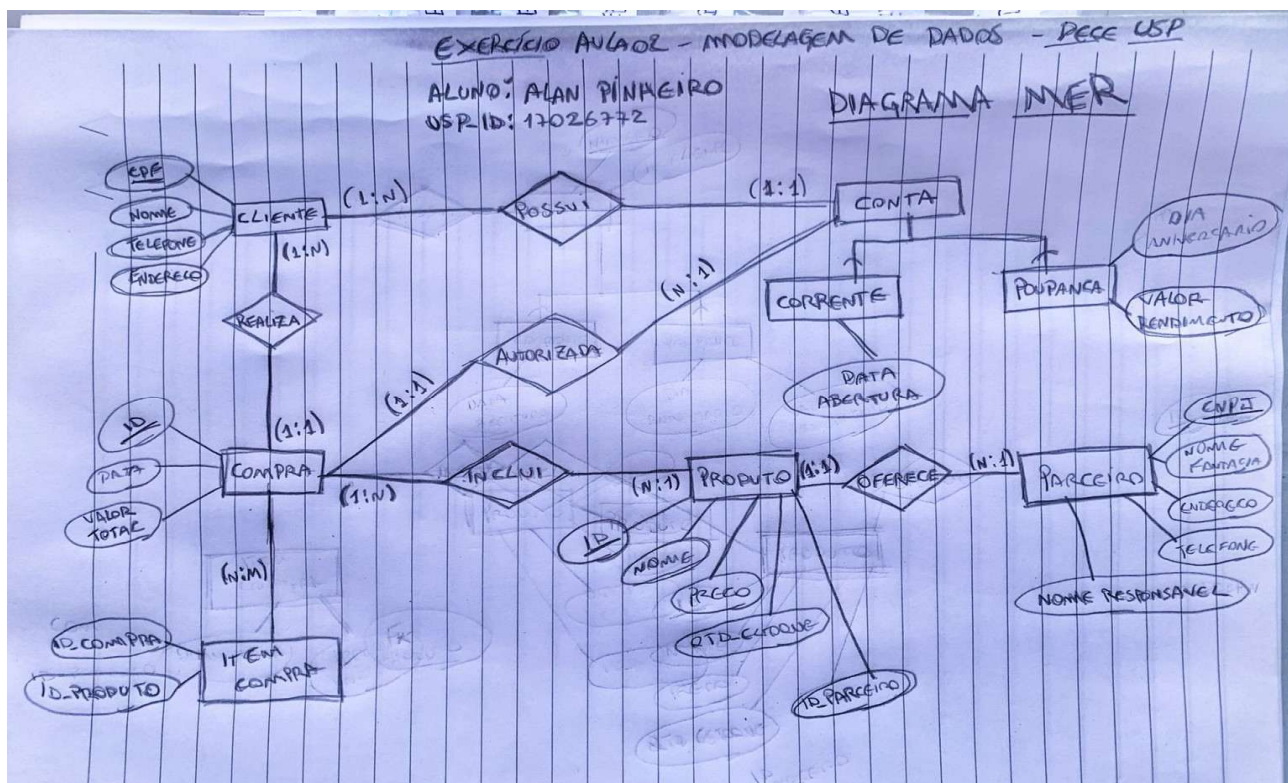 EXERCÍCIO AULA02 - MODELAGEM DE DADOS - PECE USP
ALUNO: ALAN PINHEIRO
USP_ID: 17026772
DIAGRAMA MER
CPF
NOME
TELEFONE
ENDERECO
CLIENTE
(1:N)
POSSUI
(1:1)
CONTA
(1:N)
REALIZA
(1:1)
AUTORIZADA
(1:1)
(N:1)
CORRENTE
DATA
ABERTURA
POUPANCA
DIA
ANIVERSARIO
VALOR
RENDIMENTO
ID
DATA
VALOR
TOTAL
COMPRA
(1:N)
INCLUI
(N:1)
PRODUTO
(1:1)
OFERECE
(N:1)
PARCEIRO
CNPJ
NOME
FANTASIA
ENDERECO
TELEFONE
NOME RESPONSAVEL
ID
NOME
PRECO
QTD_ESTOQUE
ID_PARCEIRO
(N:M)
ID_COMPRA
ID_PRODUTO
ITEM
COMPRA